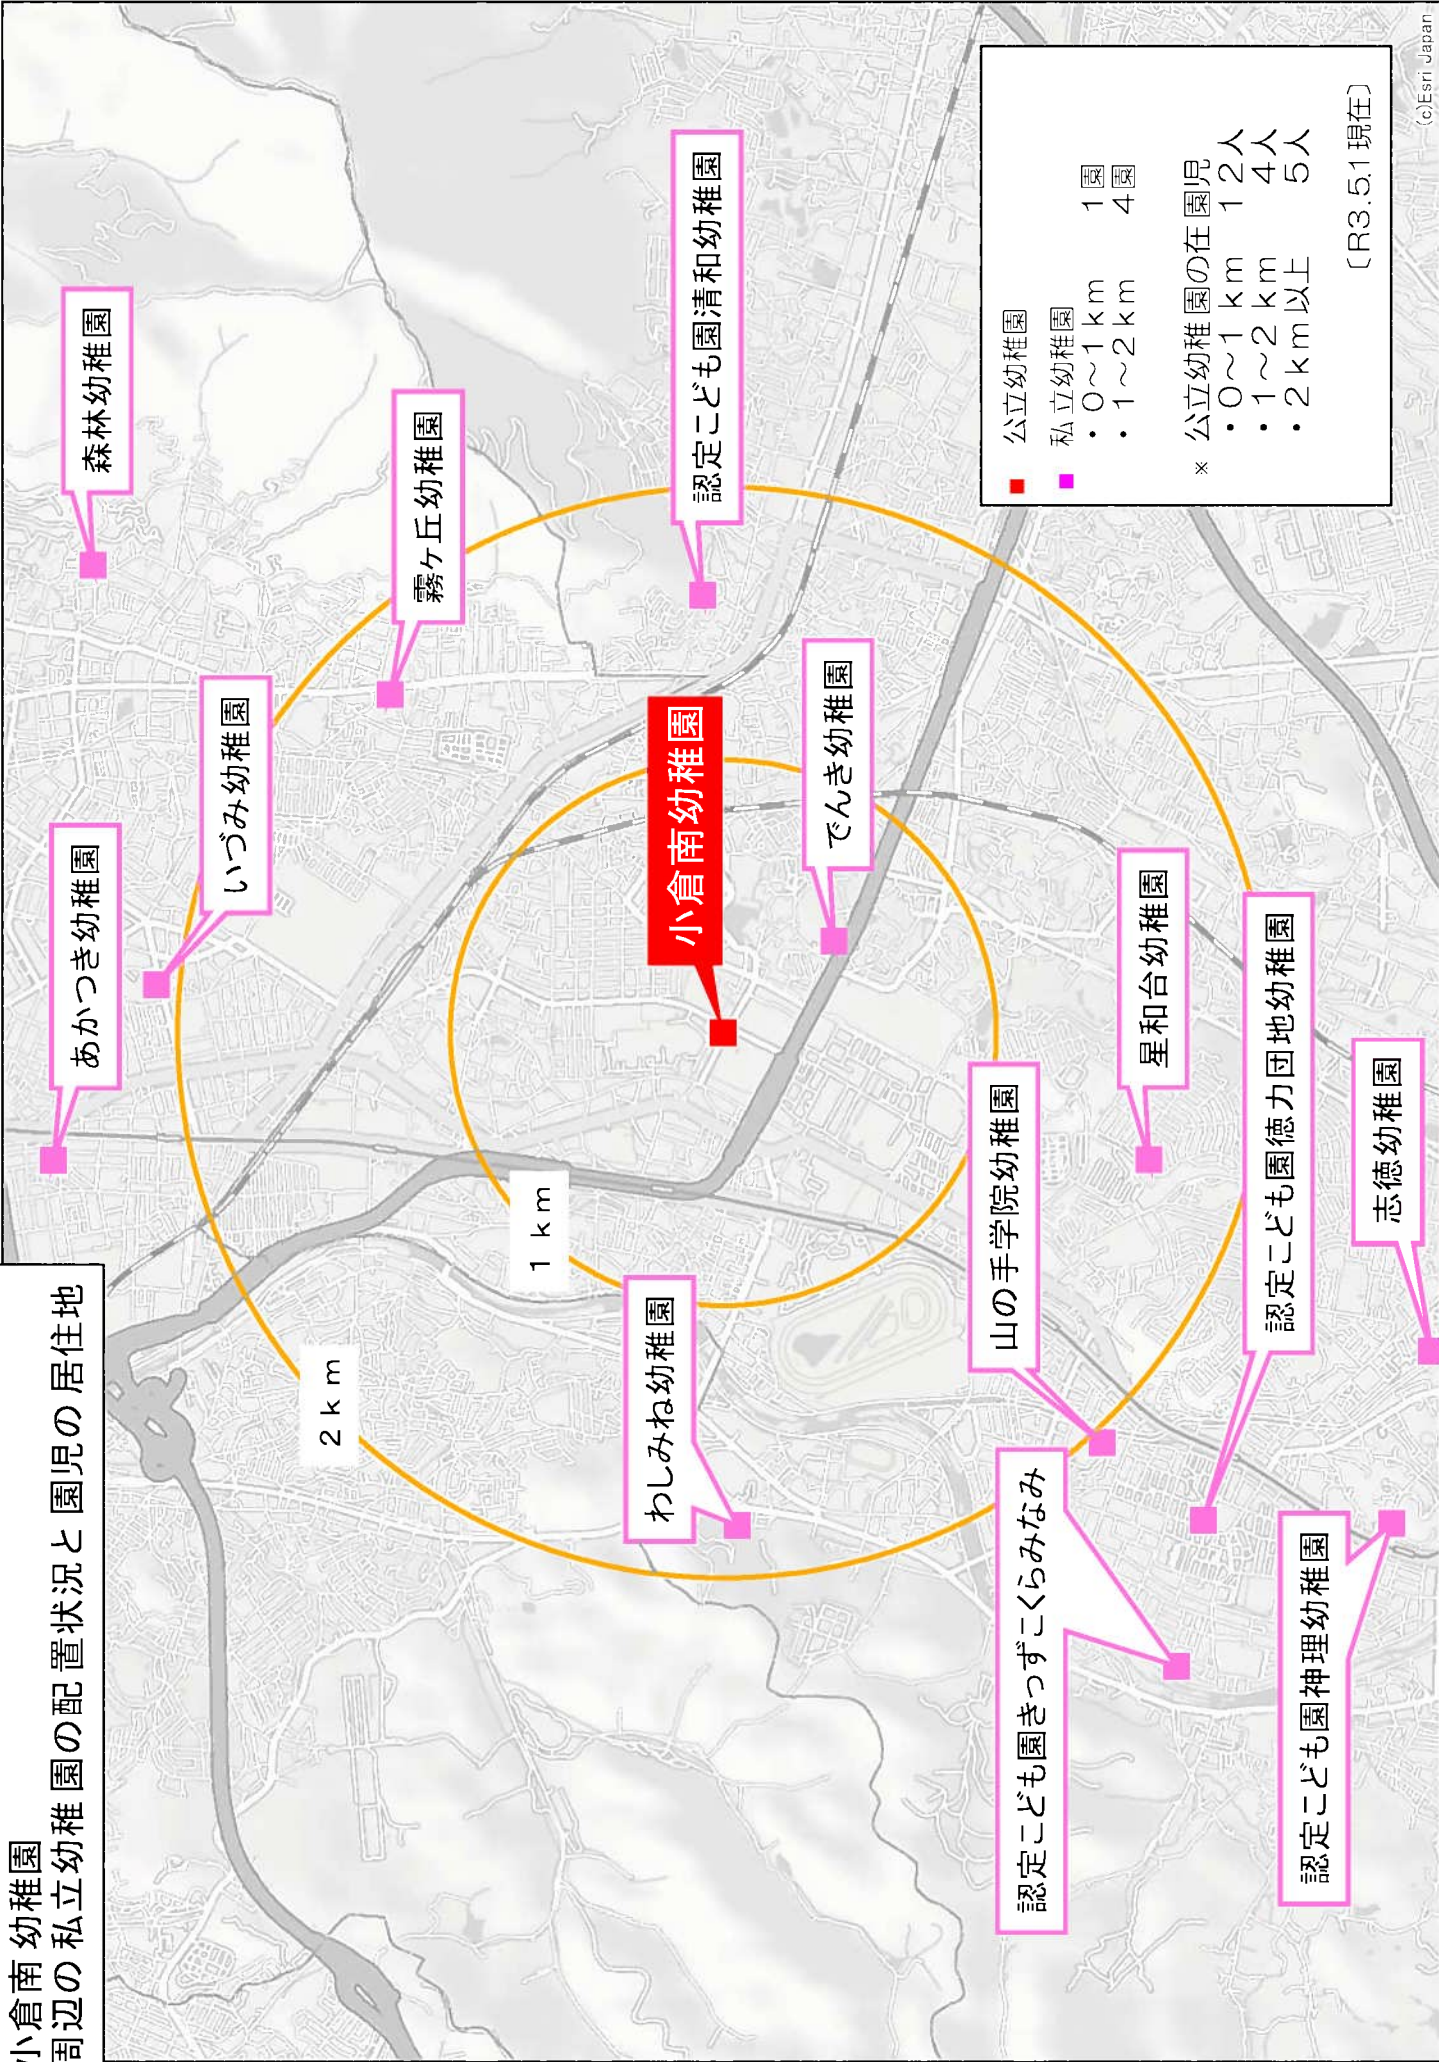 小倉南幼稚園
周辺の私立幼稚園の配置状況と園児の居住地
あかつき幼稚園
森林幼稚園
いづみ幼稚園
霧ヶ丘幼稚園
2km
1km
認定こども園清和幼稚園
小倉南幼稚園
わしみね幼稚園
でんき幼稚園
山の手学院幼稚園
認定こども園きっずこくらみなみ
星和台幼稚園
認定こども園徳力団地幼稚園
認定こども園神理幼稚園
志徳幼稚園
公立幼稚園
私立幼稚園
・0～1km 1園
・1～2km 4園
※ 公立幼稚園の在園児
・0～1km 12人
・1～2km 4人
・2km以上 5人
〔R3.5.1現在〕
(c)Esri Japan